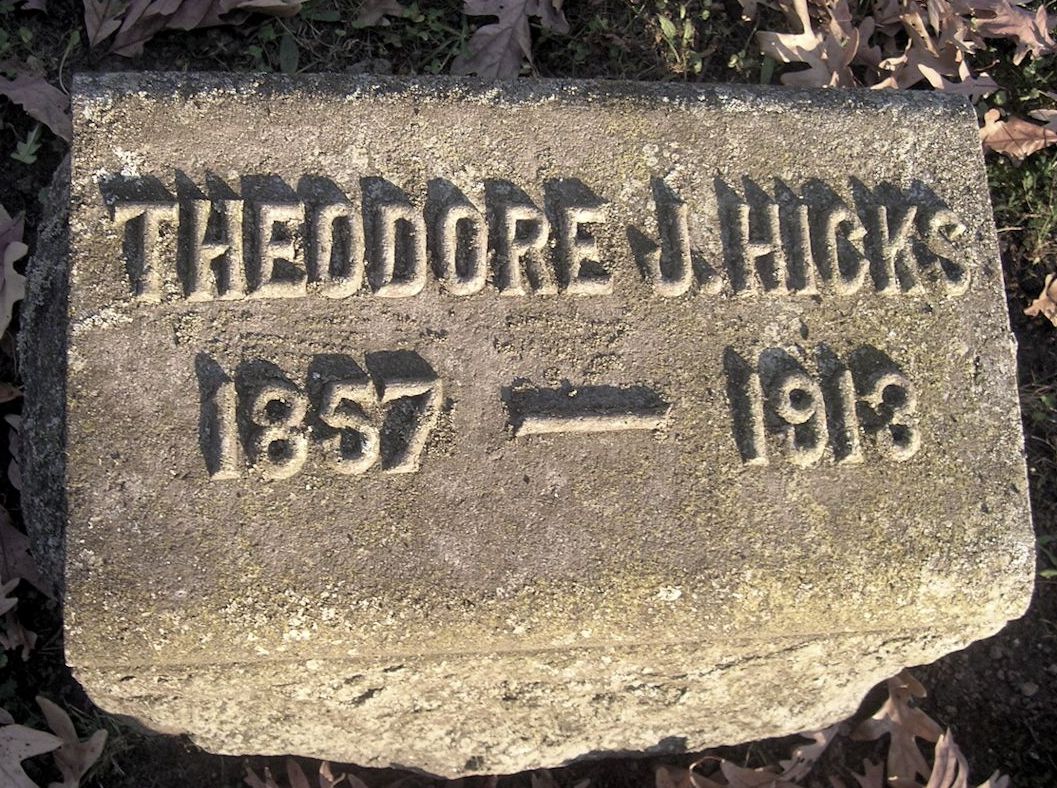 THEODORE J. HICKS
1857 — 1913